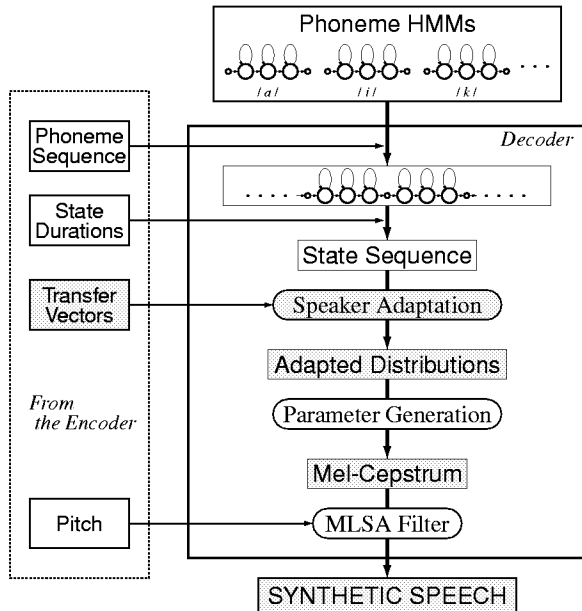 Phoneme HMMs
/a/ /i/ /k/
Decoder
Phoneme
Sequence
State
Durations
State Sequence
Transfer
Vectors
Speaker Adaptation
Adapted Distributions
From
the Encoder
Parameter Generation
Mel-Cepstrum
Pitch
MLSA Filter
SYNTHETIC SPEECH